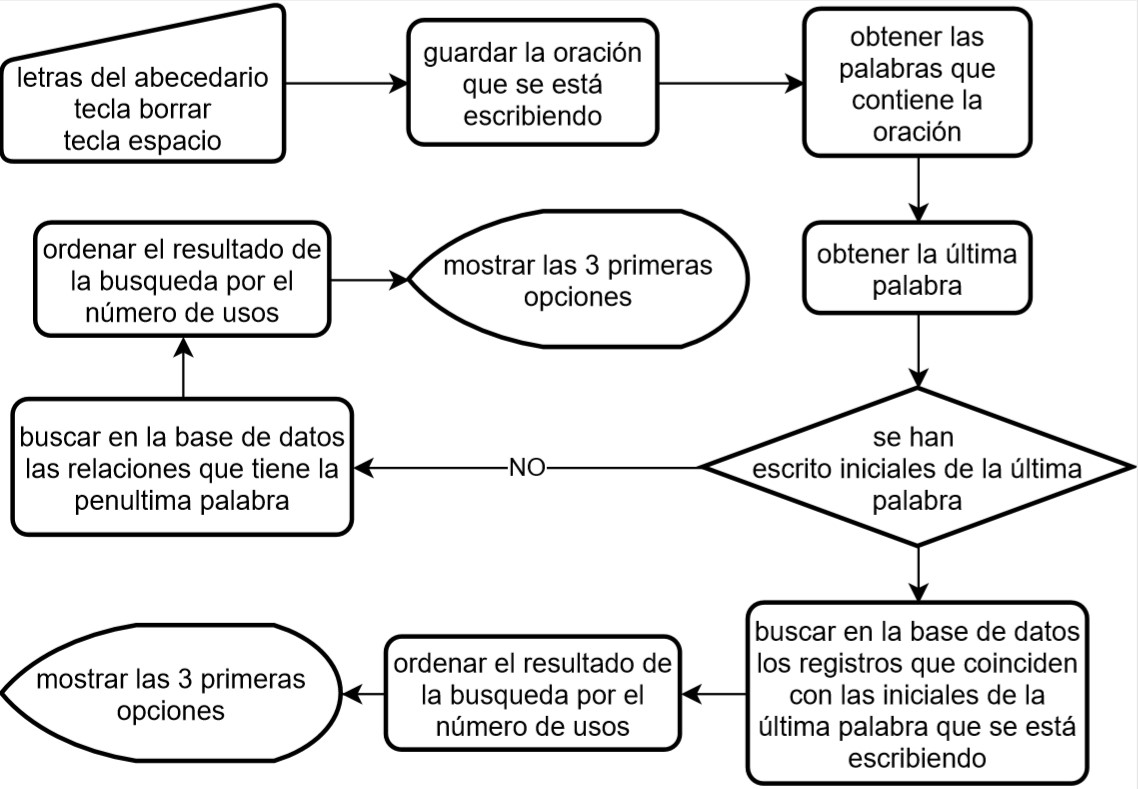 letras del abecedario
tecla borrar
tecla espacio
guardar la oración
que se está
escribiendo
obtener las
palabras que
contiene la
oración
obtener la última
palabra
se han
escrito iniciales de la última
palabra
NO
buscar en la base de datos
las relaciones que tiene la
penultima palabra
ordenar el resultado de
la busqueda por el
número de usos
mostrar las 3 primeras
opciones
buscar en la base de datos
los registros que coinciden
con las iniciales de la
última palabra que se está
escribiendo
ordenar el resultado de
la busqueda por el
número de usos
mostrar las 3 primeras
opciones